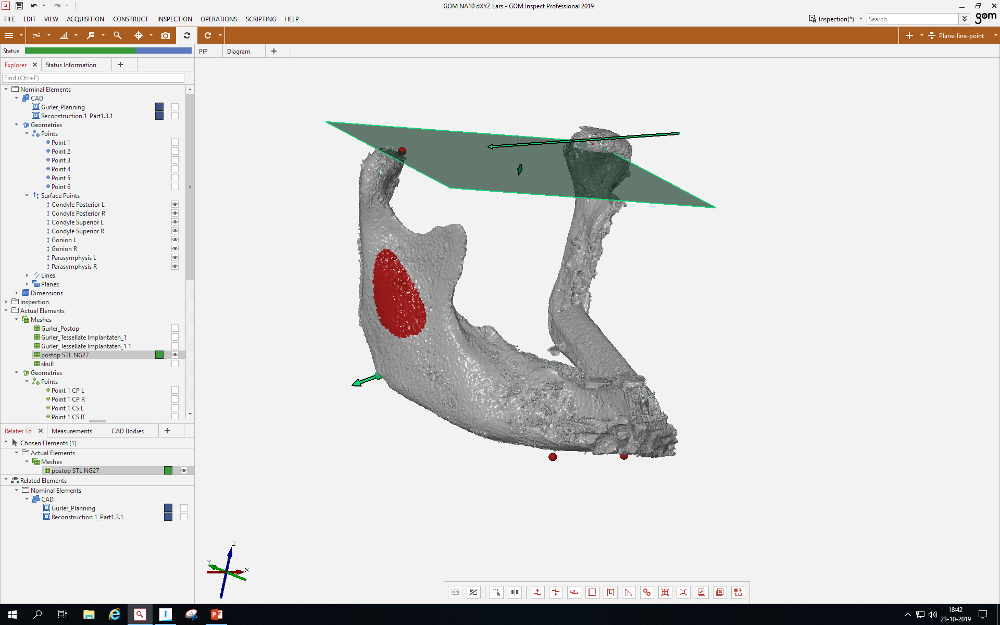 GOM NA10 dXYZ Lars - GOM Inspect Professional 2019
FILE EDIT VIEW ACQUISITION CONSTRUCT INSPECTION OPERATIONS SCRIPTING HELP
Inspection(*) Search gom
Plane-line-point
Status PIP Diagram
Explorer Status Information
Find (Ctrl+F)
Nominal Elements
CAD
Gurler_Planning
Reconstruction 1_Part1.3.1
Geometries
Points
Point 1
Point 2
Point 3
Point 4
Point 5
Point 6
Surface Points
Condyle Posterior L
Condyle Posterior R
Condyle Superior L
Condyle Superior R
Gonion L
Gonion R
Parasymphysis L
Parasymphysis R
Lines
Planes
Dimensions
Inspection
Actual Elements
Meshes
Gurler_Postop
Gurler_Tessellate Implantaten_1
Gurler_Tessellate Implantaten_1 1
postop STL NG27
skull
Geometries
Points
Point 1 CP L
Point 1 CP R
Point 1 CS L
Point 1 CS R
Relates To Measurements CAD Bodies
Chosen Elements (1)
Actual Elements
Meshes
postop STL NG27
Related Elements
Nominal Elements
CAD
Gurler_Planning
Reconstruction 1_Part1.3.1
Z
Y
X
18:42
23-10-2019